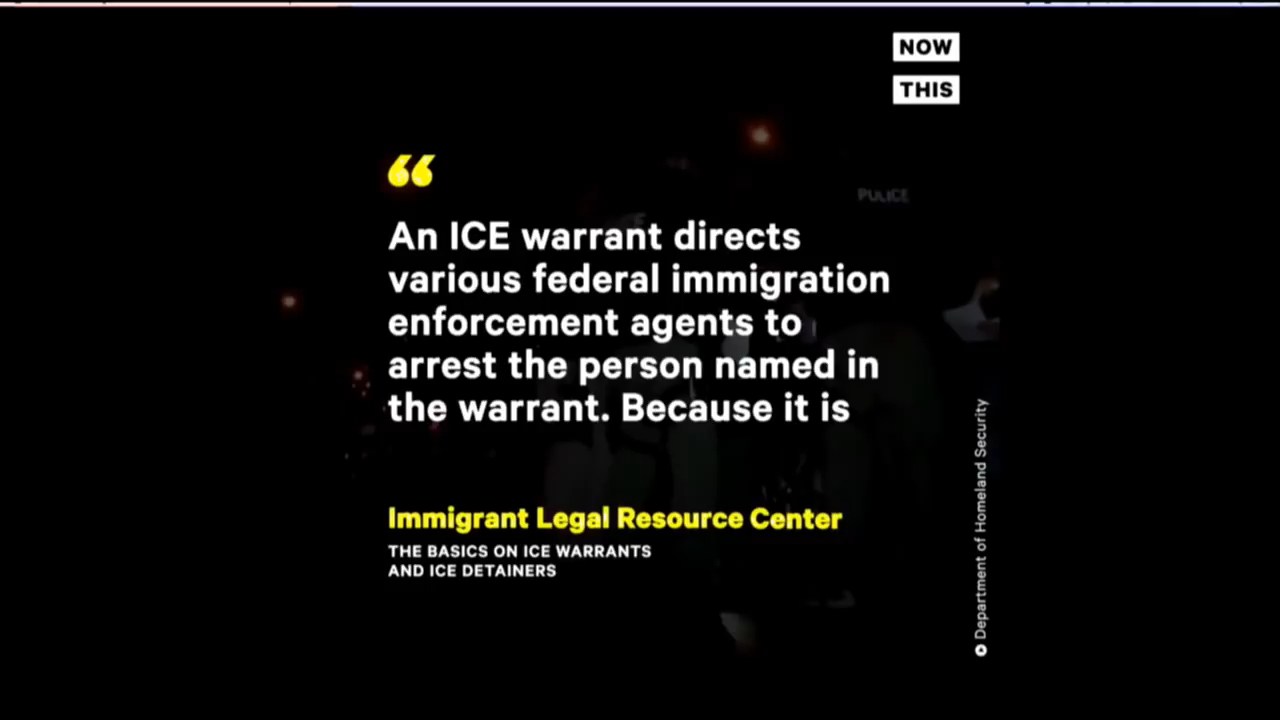 NOW
THIS
POLICE
“
An ICE warrant directs
various federal immigration
enforcement agents to
arrest the person named in
the warrant. Because it is
Immigrant Legal Resource Center
THE BASICS ON ICE WARRANTS
AND ICE DETAINERS
Department of Homeland Security